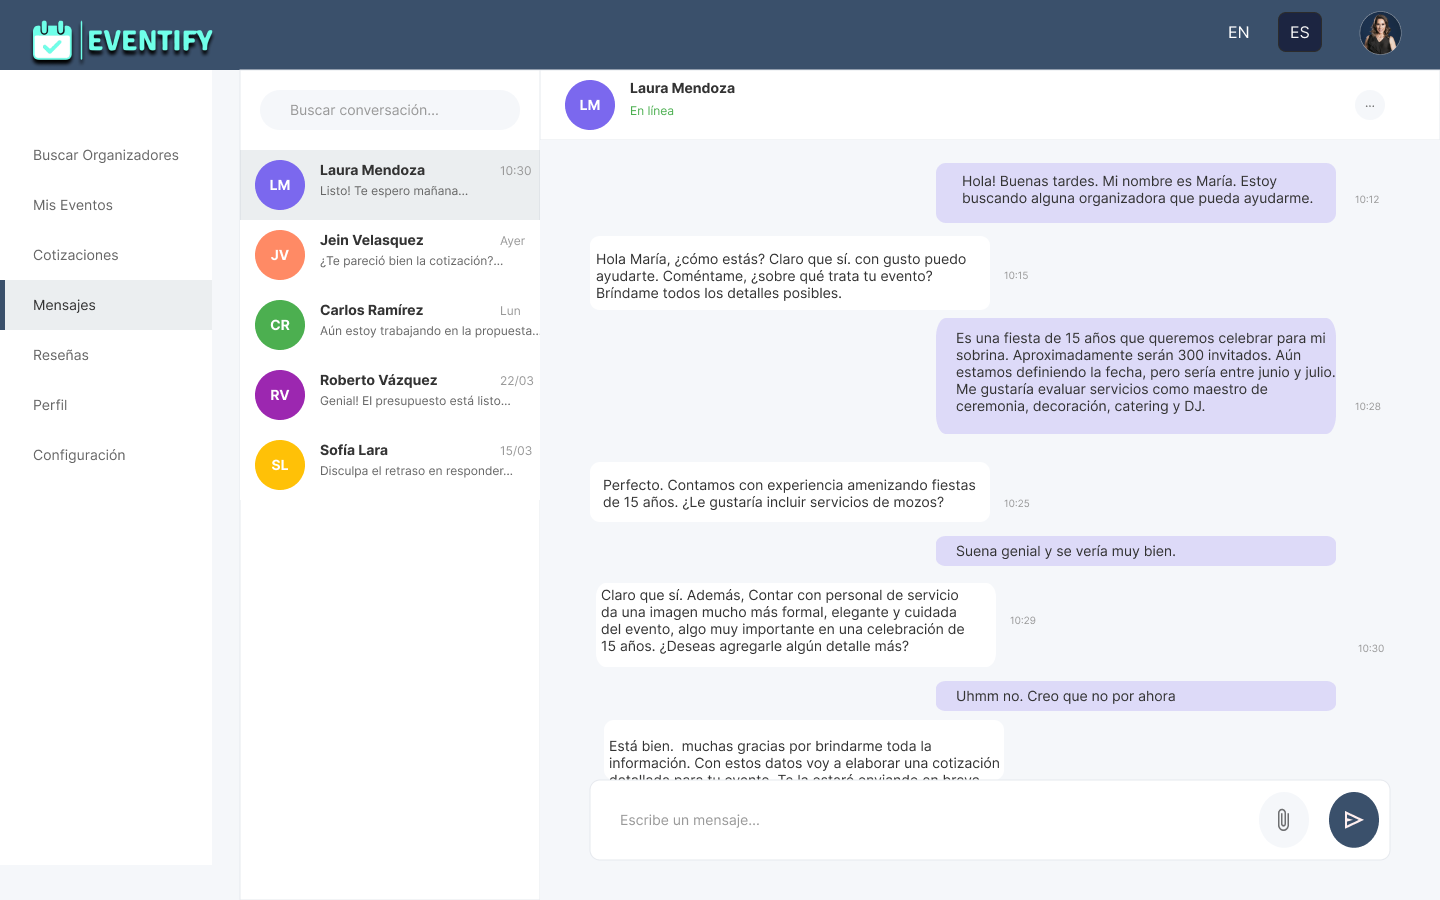 EVENTIFY
EN
ES
Buscar Organizadores
Mis Eventos
Cotizaciones
Mensajes
Reseñas
Perfil
Configuración
Buscar conversación...
LM
Laura Mendoza
10:30
Listo! Te espero mañana...
JV
Jein Velasquez
Ayer
¿Te pareció bien la cotización?...
CR
Carlos Ramírez
Lun
Aún estoy trabajando en la propuesta...
RV
Roberto Vázquez
22/03
Genial! El presupuesto está listo...
SL
Sofía Lara
15/03
Disculpa el retraso en responder...
LM
Laura Mendoza
En línea
...
Hola! Buenas tardes. Mi nombre es María. Estoy
buscando alguna organizadora que pueda ayudarme.
10:12
Hola María, ¿cómo estás? Claro que sí. con gusto puedo
ayudarte. Coméntame, ¿sobre qué trata tu evento?
Bríndame todos los detalles posibles.
10:15
Es una fiesta de 15 años que queremos celebrar para mi
sobrina. Aproximadamente serán 300 invitados. Aún
estamos definiendo la fecha, pero sería entre junio y julio.
Me gustaría evaluar servicios como maestro de
ceremonia, decoración, catering y DJ.
10:28
Perfecto. Contamos con experiencia amenizando fiestas
de 15 años. ¿Le gustaría incluir servicios de mozos?
10:25
Suena genial y se vería muy bien.
Claro que sí. Además, Contar con personal de servicio
da una imagen mucho más formal, elegante y cuidada
del evento, algo muy importante en una celebración de
15 años. ¿Deseas agregarle algún detalle más?
10:29
10:30
Uhmm no. Creo que no por ahora
Está bien.  muchas gracias por brindarme toda la
información. Con estos datos voy a elaborar una cotización
detallada para tu evento. Te la estaré enviando en breve
Escribe un mensaje...